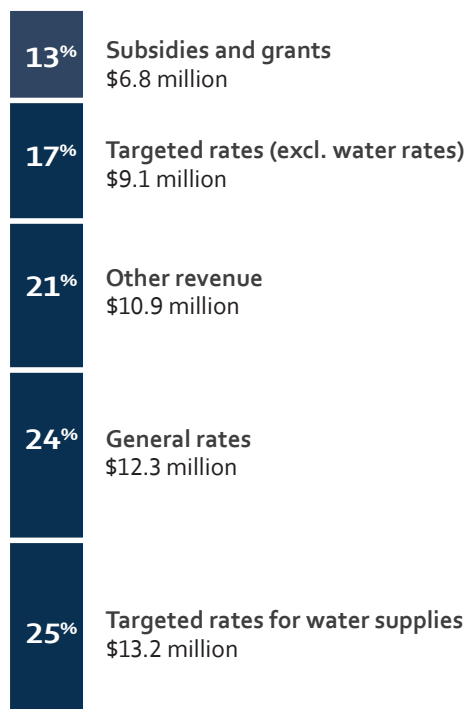 13%
Subsidies and grants
$6.8 million
17%
Targeted rates (excl. water rates)
$9.1 million
21%
Other revenue
$10.9 million
24%
General rates
$12.3 million
25%
Targeted rates for water supplies
$13.2 million